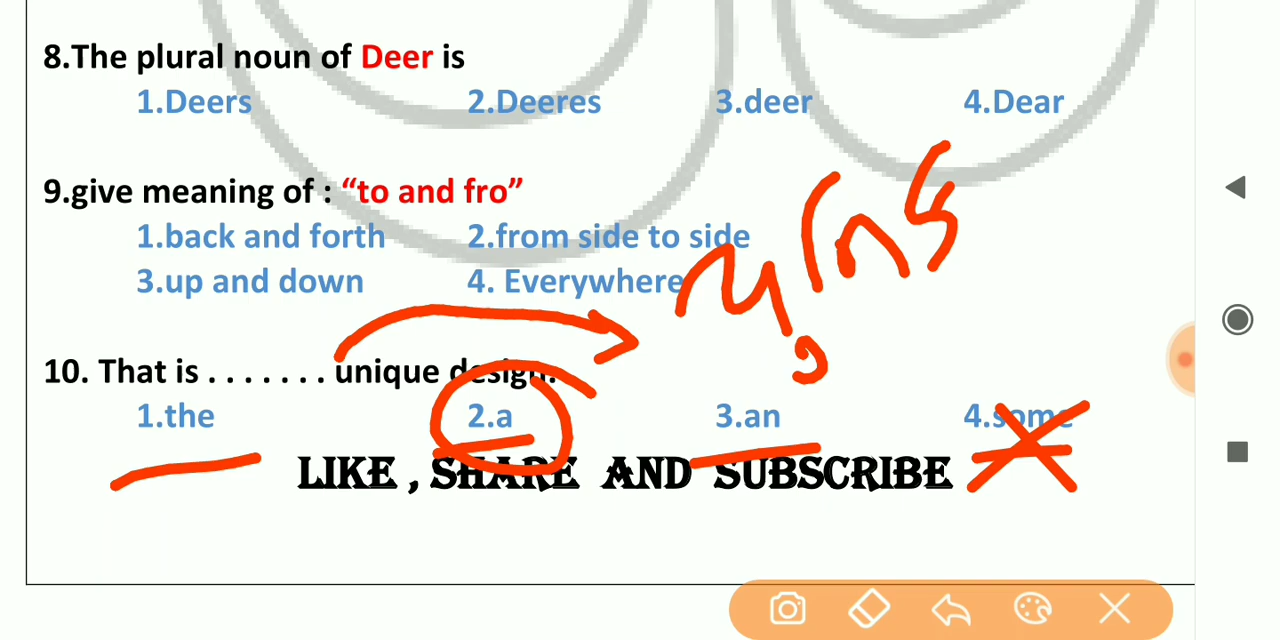 8.The plural noun of Deer is
1.Deers 2.Deeres 3.deer 4.Dear
9.give meaning of : “to and fro”
1.back and forth 2.from side to side
3.up and down 4. Everywhere
10. That is . . . . . . . unique design.
1.the 2.a 3.an 4.some
LIKE , SHARE AND SUBSCRIBE